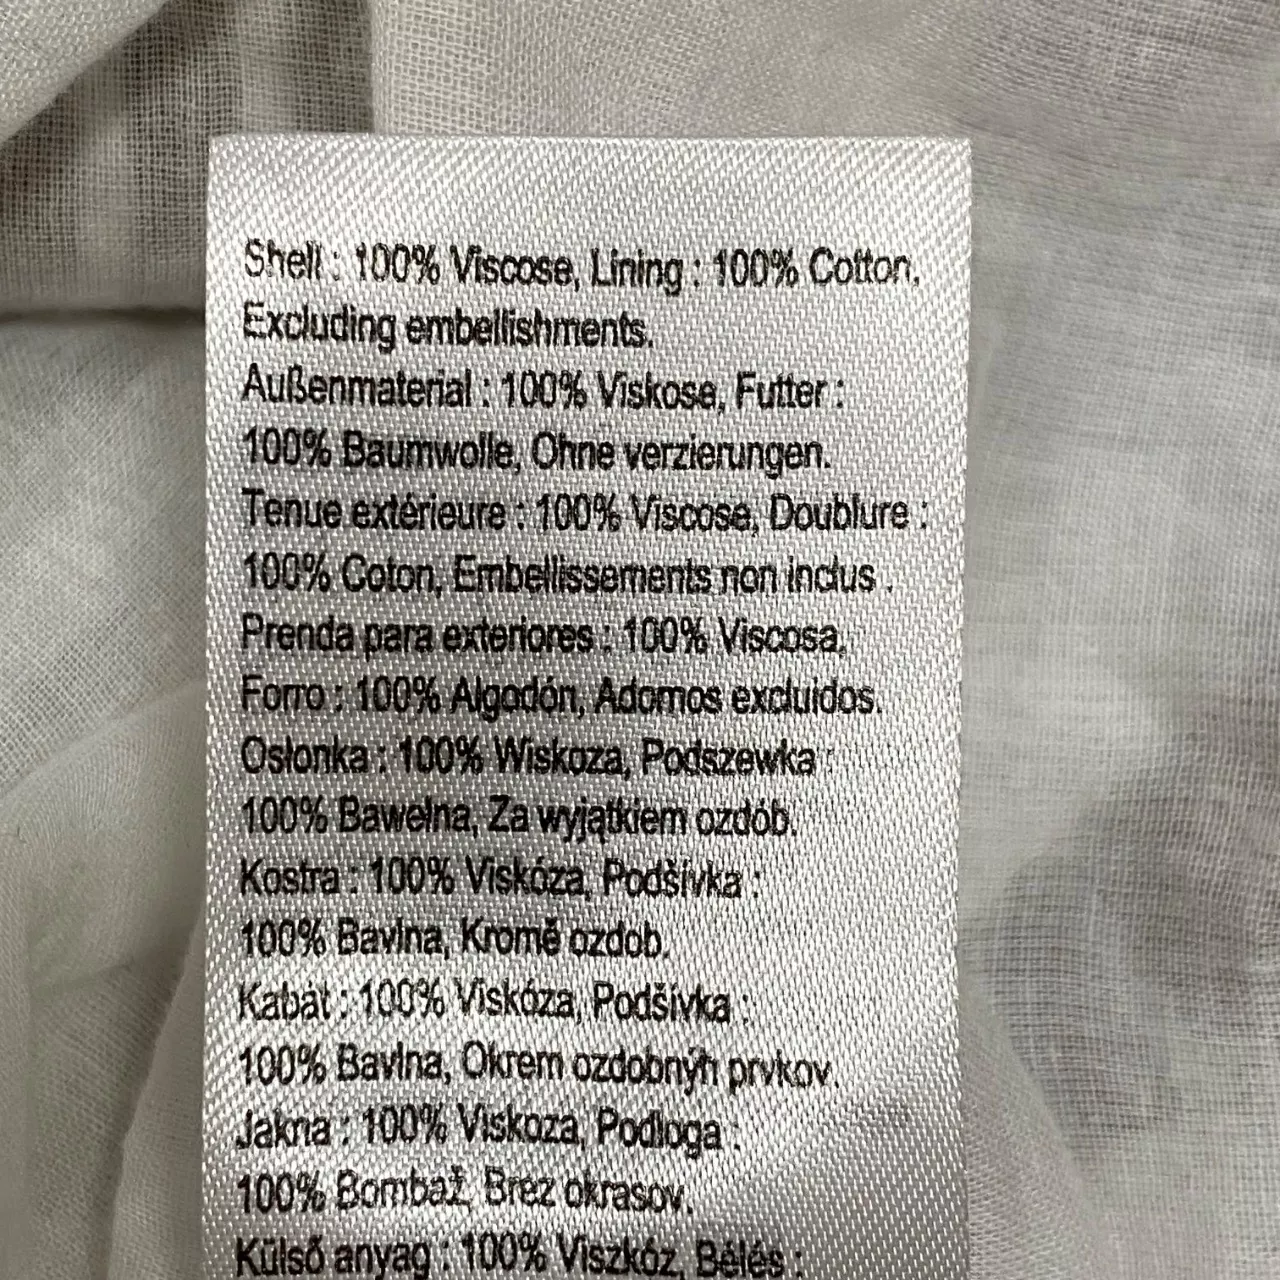 Shell : 100% Viscose, Lining : 100% Cotton,
Excluding embellishments.
Außenmaterial : 100% Viskose, Futter :
100% Baumwolle, Ohne verzierungen.
Tenue extérieure : 100% Viscose, Doublure :
100% Coton, Embellissements non inclus .
Prenda para exteriores : 100% Viscosa,
Forro : 100% Algodón, Adornos excluidos.
Osłonka : 100% Wiskoza, Podszewka :
100% Bawełna, Za wyjątkiem ozdób.
Kostra : 100% Viskóza, Podšívka :
100% Bavlna, Kromě ozdob.
Kabát : 100% Viskóza, Podšívka :
100% Bavlna, Okrem ozdobnýh prvkov.
Jakna : 100% Viskoza, Podloga :
100% Bombaž, Brez okrasov.
Külső anyag : 100% Viszkóz, Bélés :